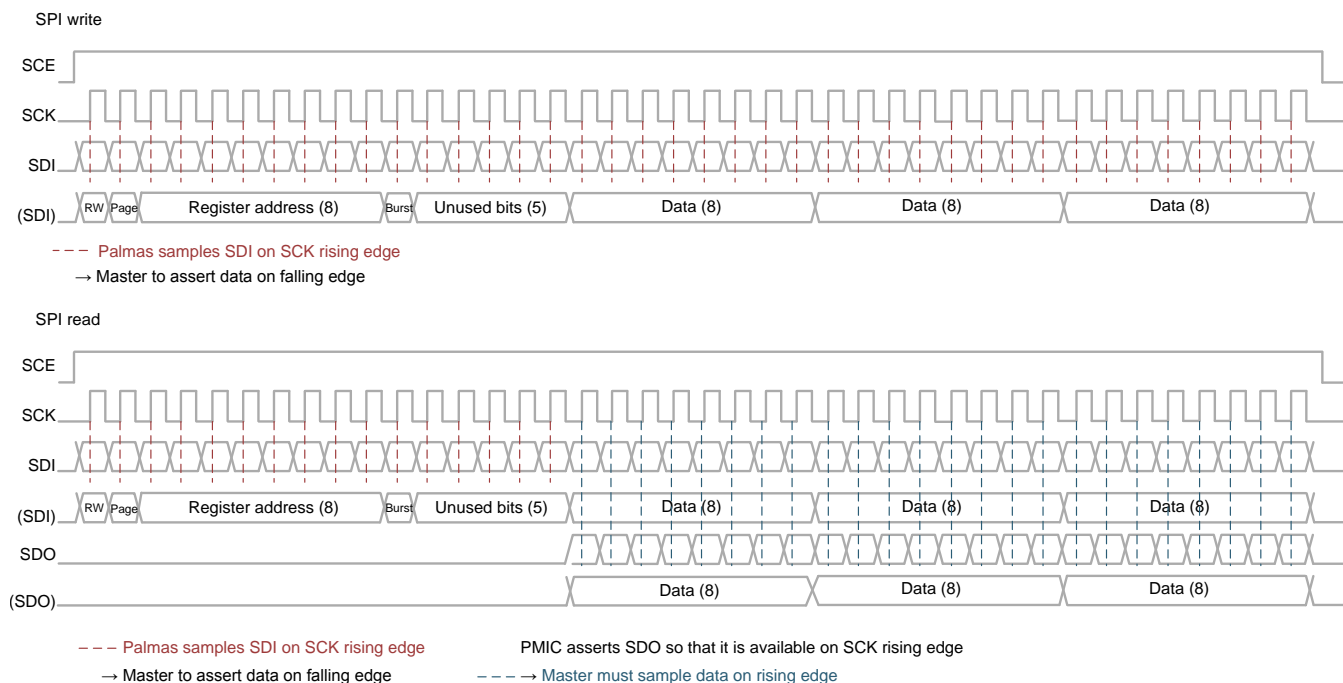 SPI write
SCE
SCK
SDI
(SDI) RW Page Register address (8) Burst Unused bits (5) Data (8) Data (8) Data (8)
--- Palmas samples SDI on SCK rising edge
→ Master to assert data on falling edge
SPI read
SCE
SCK
SDI
(SDI) RW Page Register address (8) Burst Unused bits (5) Data (8) Data (8) Data (8)
SDO
(SDO) Data (8) Data (8) Data (8)
--- Palmas samples SDI on SCK rising edge PMIC asserts SDO so that it is available on SCK rising edge
→ Master to assert data on falling edge ---→ Master must sample data on rising edge